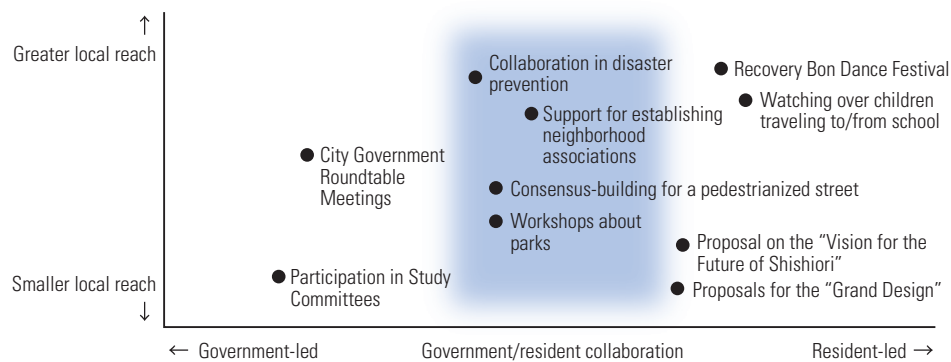 ↑
Greater local reach
Collaboration in disaster
prevention
Recovery Bon Dance Festival
Watching over children
traveling to/from school
Support for establishing
neighborhood
associations
City Government
Roundtable
Meetings
Consensus-building for a pedestrianized street
Workshops about
parks
Proposal on the “Vision for the
Future of Shishiori”
Participation in Study
Committees
Proposals for the “Grand Design”
Smaller local reach
↓
← Government-led
Government/resident collaboration
Resident-led →